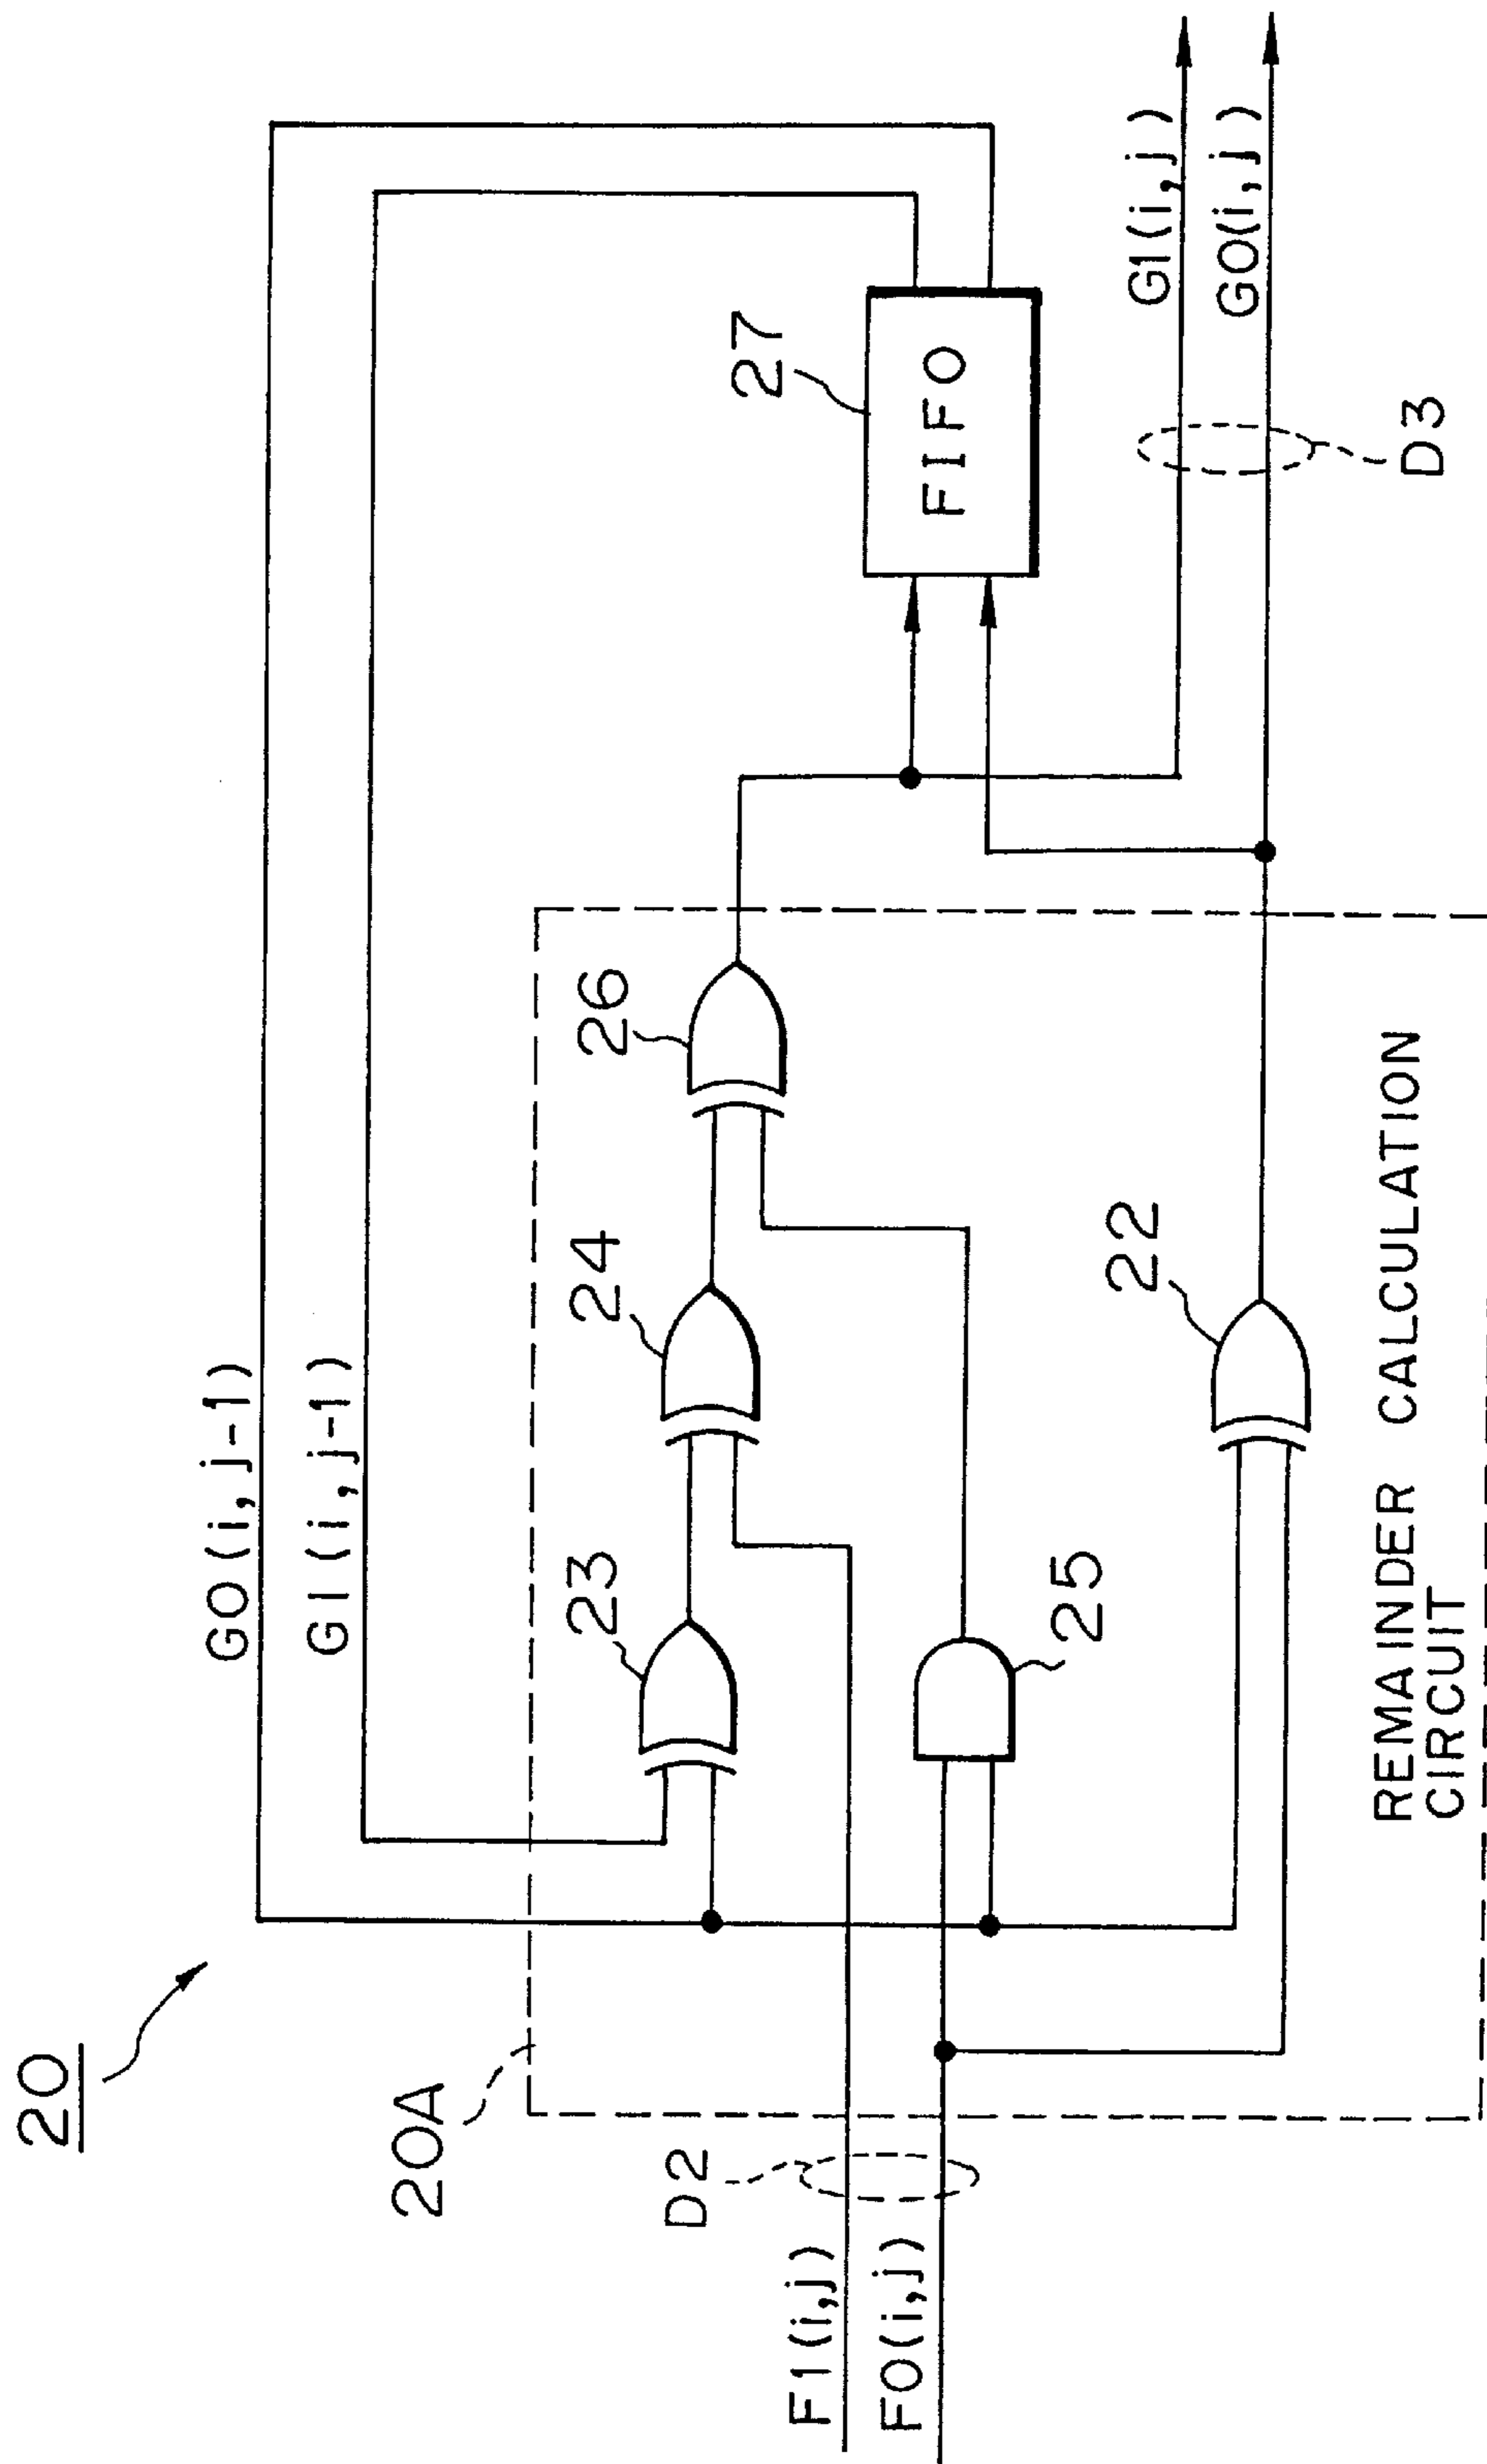 20
20A
G0(i,j-1)
G1(i,j-1)
23
24
26
27
FIFO
D2
F1(i,j)
F0(i,j)
25
22
G1(i,j)
G0(i,j)
D3
REMAINDER CALCULATION
CIRCUIT